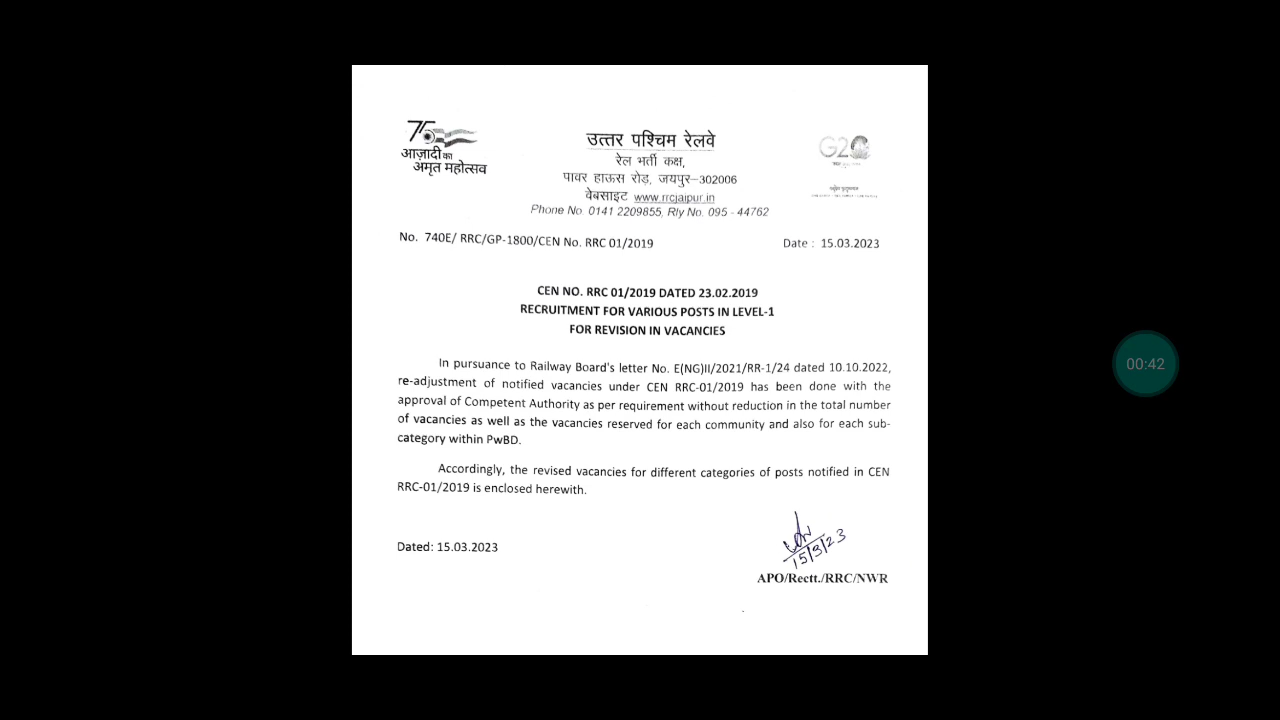 75
आज़ादी का
अमृत महोत्सव
उत्तर पश्चिम रेलवे
रेल भर्ती कक्ष,
पावर हाऊस रोड़, जयपुर–302006
वेबसाइट www.rrcjaipur.in
Phone No. 0141 2209855, Rly No. 095 - 44762
G20
No. 740E/ RRC/GP-1800/CEN No. RRC 01/2019
Date : 15.03.2023
CEN NO. RRC 01/2019 DATED 23.02.2019
RECRUITMENT FOR VARIOUS POSTS IN LEVEL-1
FOR REVISION IN VACANCIES
In pursuance to Railway Board's letter No. E(NG)II/2021/RR-1/24 dated 10.10.2022,
re-adjustment of notified vacancies under CEN RRC-01/2019 has been done with the
approval of Competent Authority as per requirement without reduction in the total number
of vacancies as well as the vacancies reserved for each community and also for each sub-
category within PwBD.
Accordingly, the revised vacancies for different categories of posts notified in CEN
RRC-01/2019 is enclosed herewith.
Dated: 15.03.2023
15/3/23
APO/Rectt./RRC/NWR
00:42